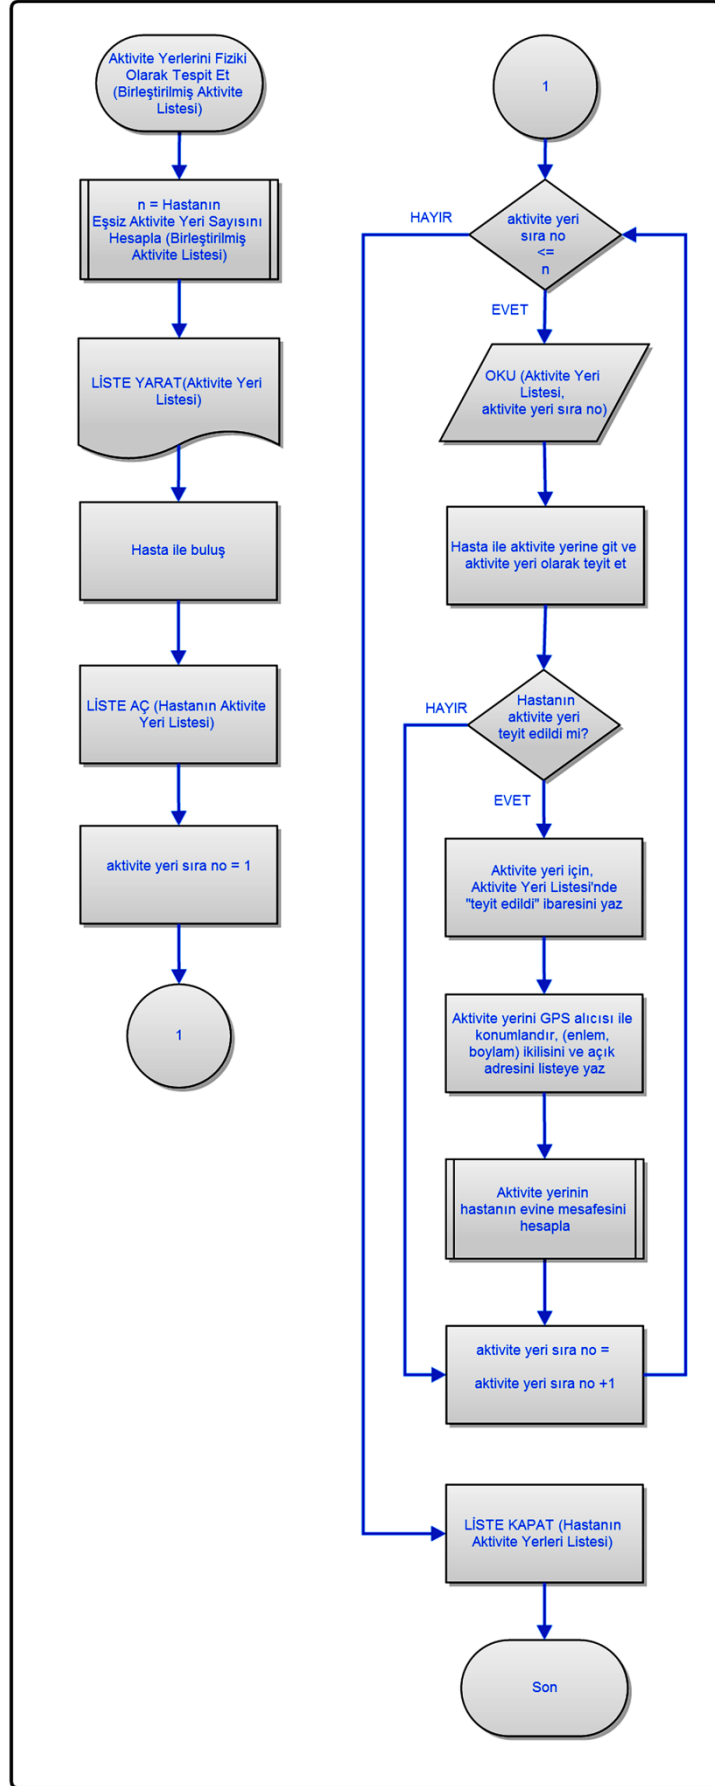 Aktivite Yerlerini Fiziki
Olarak Tespit Et
(Birleştirilmiş Aktivite
Listesi)
n = Hastanın
Eşsiz Aktivite Yeri Sayısını
Hesapla (Birleştirilmiş
Aktivite Listesi)
LİSTE YARAT(Aktivite Yeri
Listesi)
Hasta ile buluş
LİSTE AÇ (Hastanın Aktivite
Yeri Listesi)
aktivite yeri sıra no = 1
1
1
HAYIR
aktivite yeri
sıra no
<=
n
EVET
OKU (Aktivite Yeri
Listesi,
aktivite yeri sıra no)
Hasta ile aktivite yerine git ve
aktivite yeri olarak teyit et
HAYIR
Hastanın
aktivite yeri
teyit edildi mi?
EVET
Aktivite yeri için,
Aktivite Yeri Listesi'nde
"teyit edildi" ibaresini yaz
Aktivite yerini GPS alıcısı ile
konumlandır, (enlem,
boylam) ikilisini ve açık
adresini listeye yaz
Aktivite yerinin
hastanın evine mesafesini
hesapla
aktivite yeri sıra no =
aktivite yeri sıra no +1
LİSTE KAPAT (Hastanın
Aktivite Yerleri Listesi)
Son